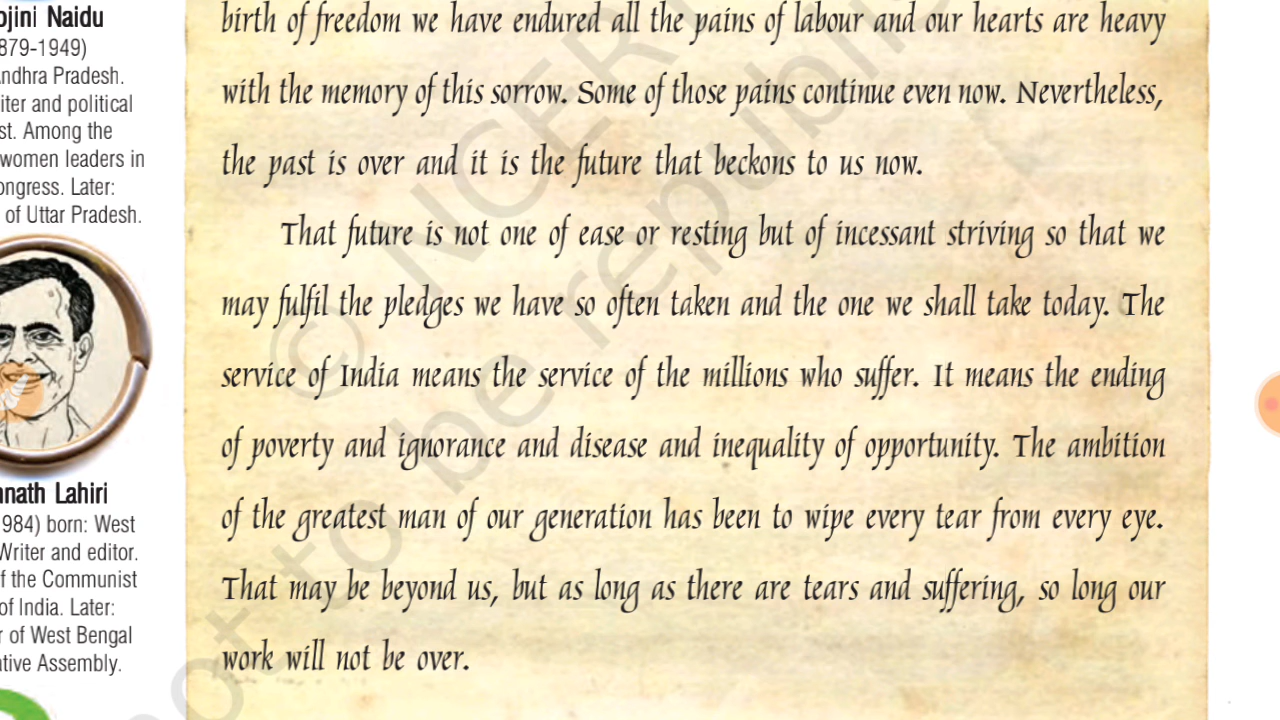 ojini Naidu
879-1949)
Andhra Pradesh.
iter and political
st. Among the
women leaders in
ongress. Later:
of Uttar Pradesh.
nnath Lahiri
1984) born: West
Writer and editor.
f the Communist
of India. Later:
r of West Bengal
ative Assembly.
birth of freedom we have endured all the pains of labour and our hearts are heavy
with the memory of this sorrow. Some of those pains continue even now. Nevertheless,
the past is over and it is the future that beckons to us now.
That future is not one of ease or resting but of incessant striving so that we
may fulfil the pledges we have so often taken and the one we shall take today. The
service of India means the service of the millions who suffer. It means the ending
of poverty and ignorance and disease and inequality of opportunity. The ambition
of the greatest man of our generation has been to wipe every tear from every eye.
That may be beyond us, but as long as there are tears and suffering, so long our
work will not be over.
© NCER
not to be republi